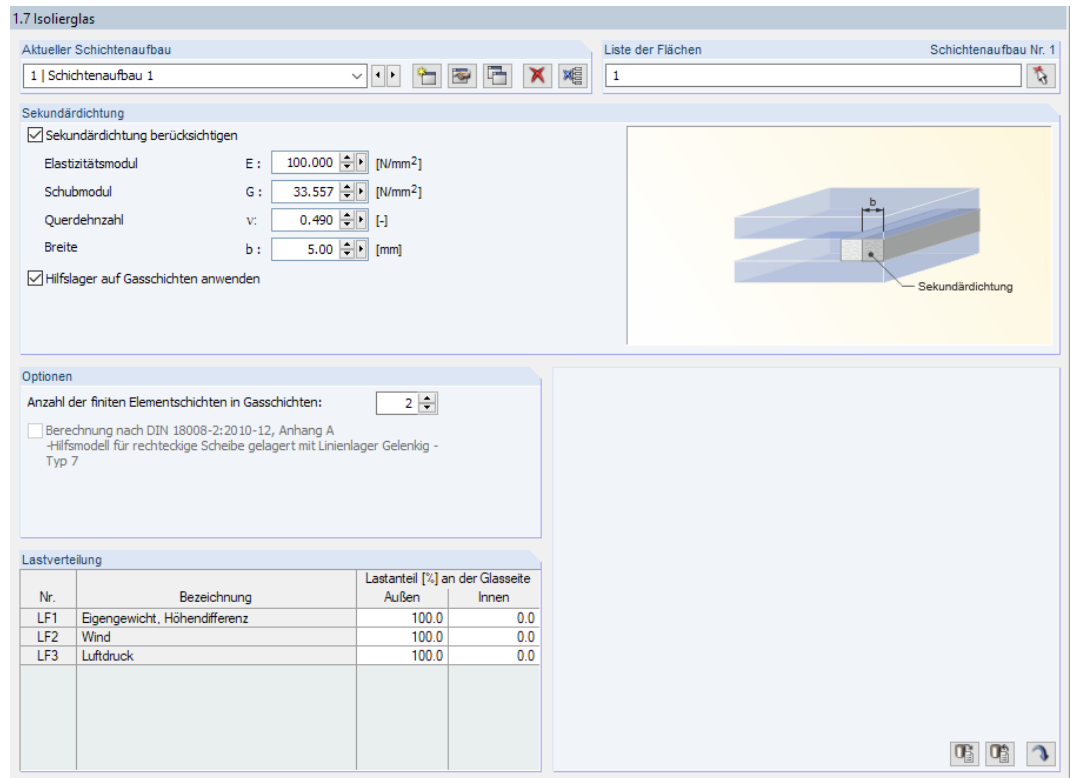 1.7 Isolierglas
Aktueller Schichtenaufbau
1 | Schichtenaufbau 1
Liste der Flächen
Schichtenaufbau Nr. 1
1
Sekundärdichtung
Sekundärdichtung berücksichtigen
Elastizitätsmodul E : 100.000 [N/mm²]
Schubmodul G : 33.557 [N/mm²]
Querdehnzahl ν: 0.490 [-]
Breite b : 5.00 [mm]
Hilfslager auf Gasschichten anwenden
b
Sekundärdichtung
Optionen
Anzahl der finiten Elementschichten in Gasschichten: 2
Berechnung nach DIN 18008-2:2010-12, Anhang A
-Hilfsmodell für rechteckige Scheibe gelagert mit Linienlager Gelenkig -
Typ 7
Lastverteilung
Lastanteil [%] an der Glasseite
Nr. Bezeichnung Außen Innen
LF1 Eigengewicht, Höhendifferenz 100.0 0.0
LF2 Wind 100.0 0.0
LF3 Luftdruck 100.0 0.0